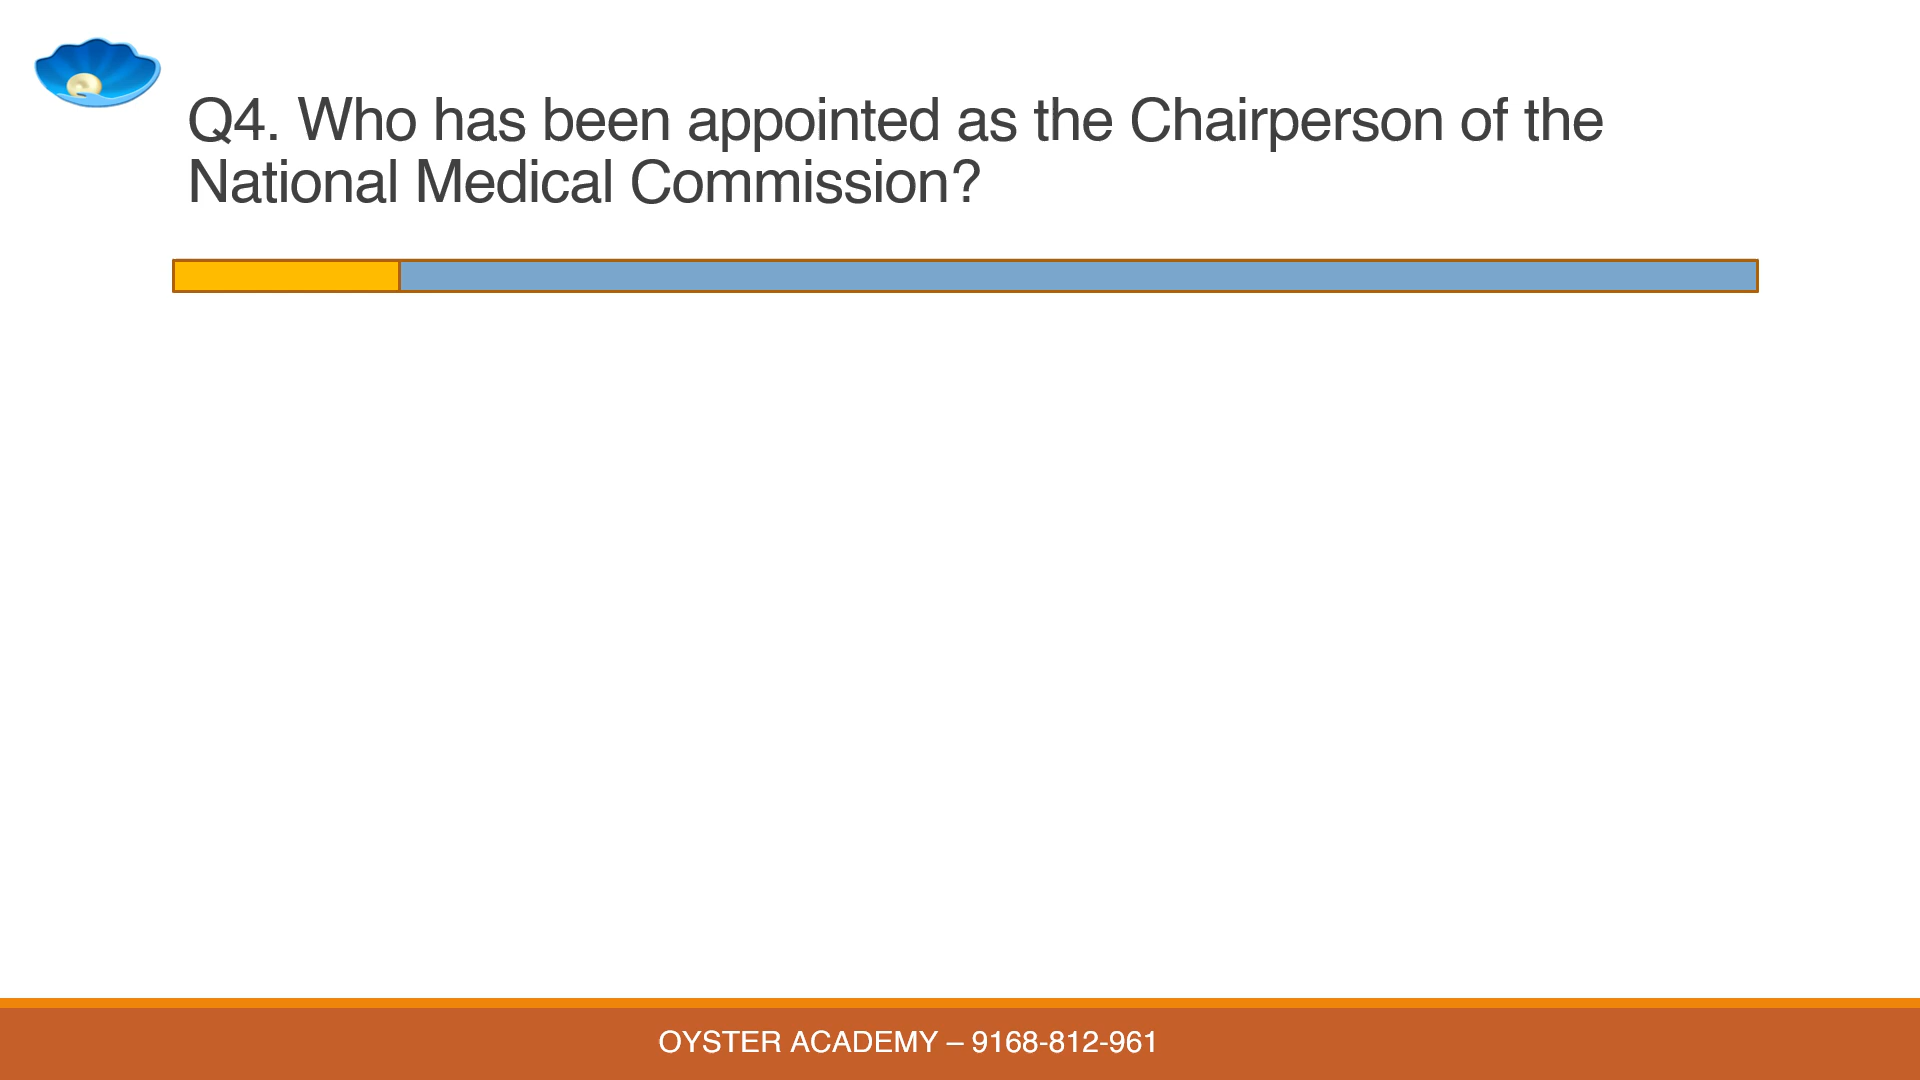 Q4. Who has been appointed as the Chairperson of the
National Medical Commission?
OYSTER ACADEMY – 9168-812-961